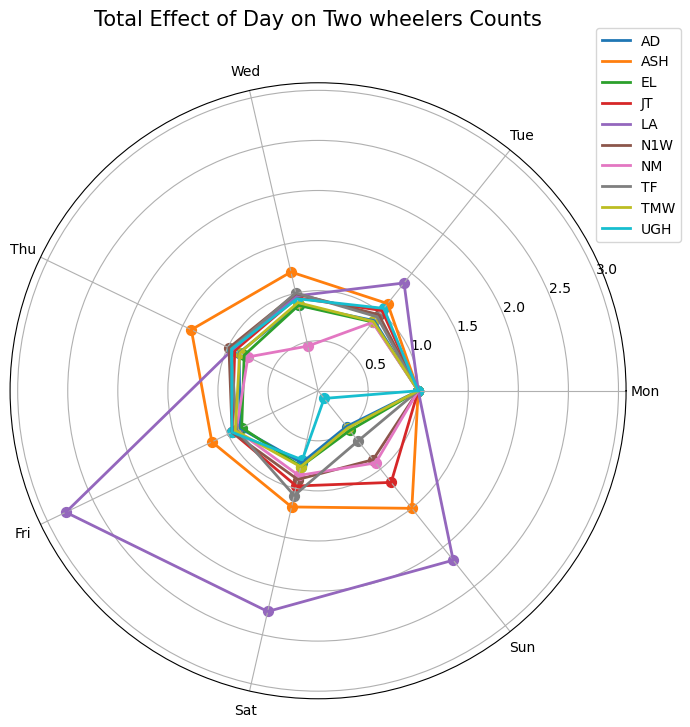 Total Effect of Day on Two wheelers Counts
AD
ASH
EL
JT
LA
N1W
NM
TF
TMW
UGH
Wed
Tue
Thu
3.0
2.5
2.0
1.5
1.0
0.5
Mon
Fri
Sun
Sat